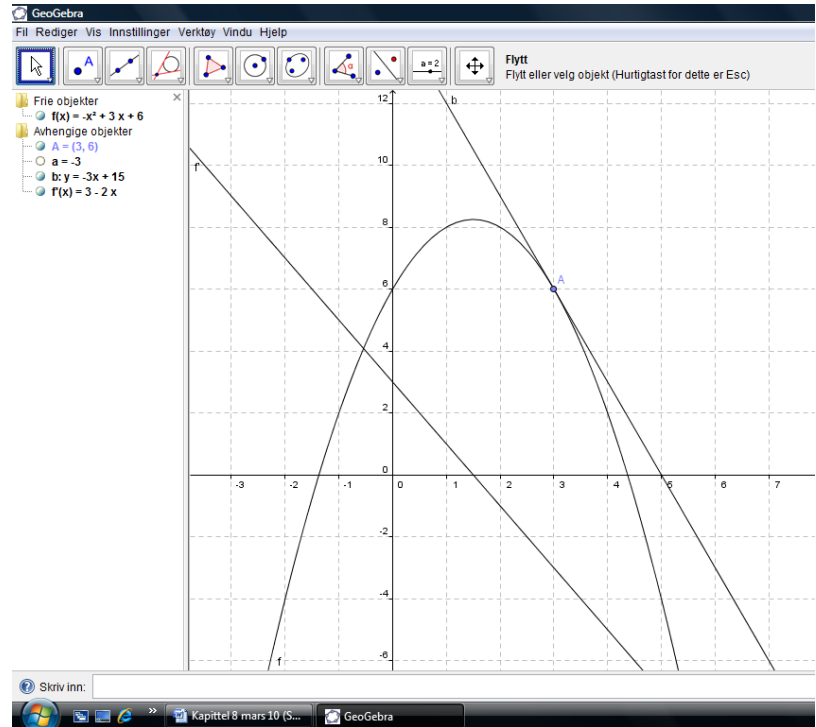 GeoGebra
Fil Rediger Vis Innstillinger Verktøy Vindu Hjelp
A
α
a = 2
Flytt
Flytt eller velg objekt (Hurtigtast for dette er Esc)
Frie objekter
f(x) = -x² + 3 x + 6
Avhengige objekter
A = (3, 6)
a = -3
b: y = -3x + 15
f'(x) = 3 - 2 x
12
b
10
f'
8
6
A
4
2
0
-3 -2 -1 0 1 2 3 4 5 6 7
-2
-4
-6
f
Skriv inn:
» Kapittel 8 mars 10 (S... GeoGebra